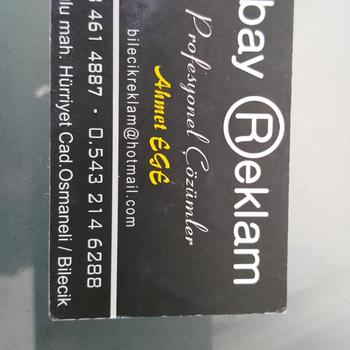 bay Reklam
Profesyonel Çözümler
Ahmet EGE
bilecikreklam@hotmail.com
461 4887 • 0.543 214 6288
mah. Hürriyet Cad.Osmaneli / Bilecik